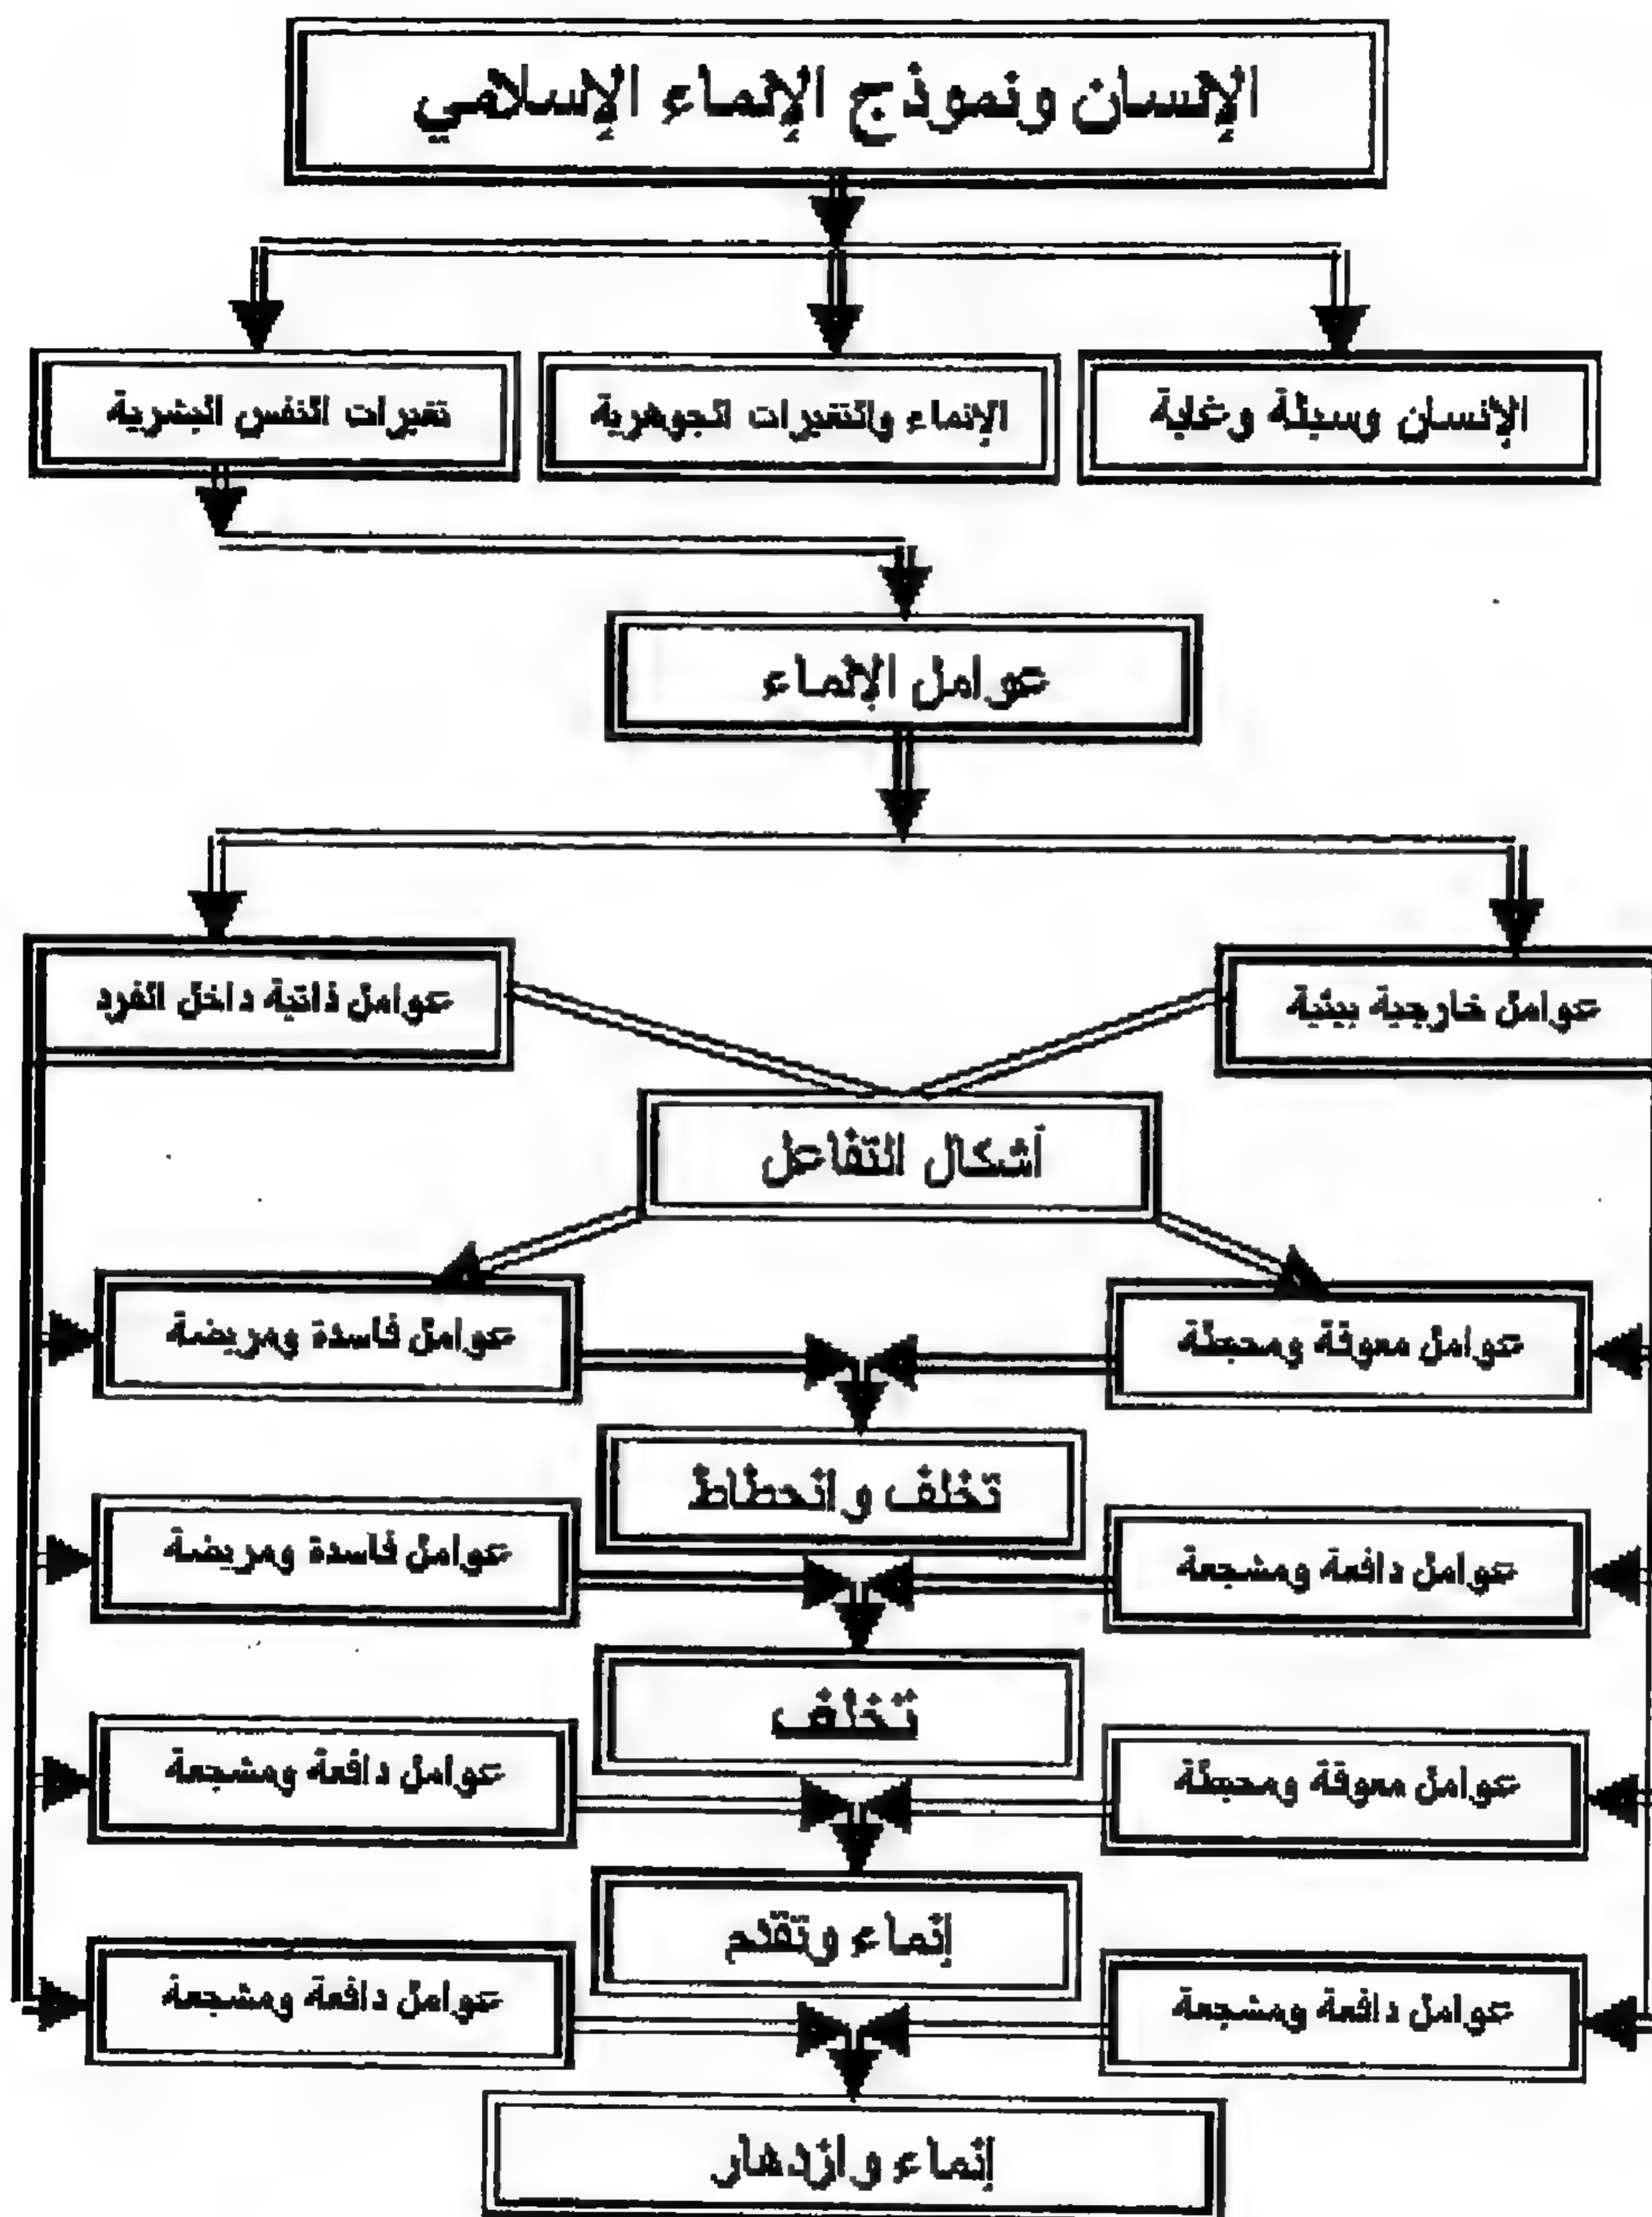 الإنسان ونموذج الإنماء الإسلامي
الإنسان وسيلة وغاية
الإنماء والتغيرات الجوهرية
تغيرات النفس البشرية
عوامل الإنماء
عوامل خارجية بيئية
عوامل ذاتية داخل الفرد
أشكال التفاعل
عوامل معوقة ومحبطة
عوامل فاسدة ومريضة
تخلف وانحطاط
عوامل دافعة ومشجعة
عوامل فاسدة ومريضة
تخلف
عوامل معوقة ومحبطة
عوامل دافعة ومشجعة
إنماء وتقدم
عوامل دافعة ومشجعة
عوامل دافعة ومشجعة
إنماء وازدهار